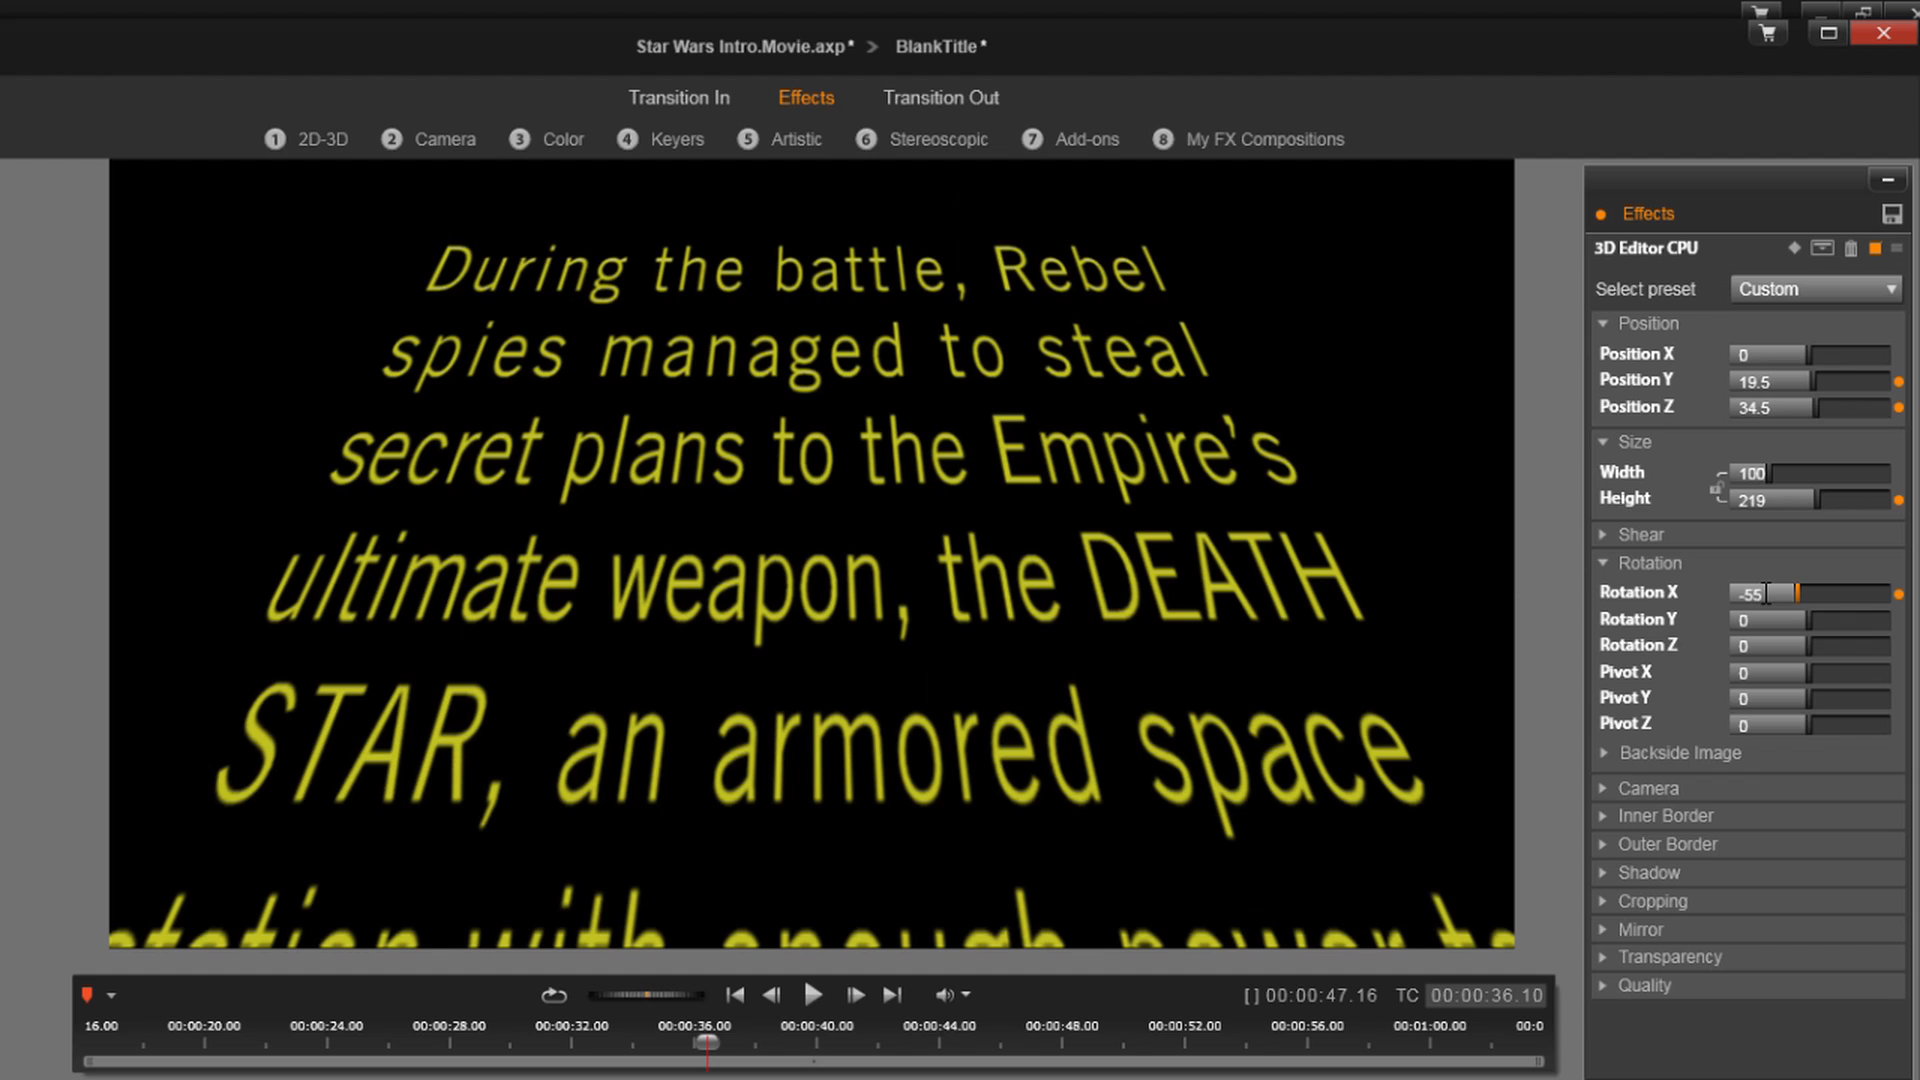 Star Wars Intro.Movie.axp* > BlankTitle*
Transition In Effects Transition Out
1 2D-3D 2 Camera 3 Color 4 Keyers 5 Artistic 6 Stereoscopic 7 Add-ons 8 My FX Compositions
During the battle, Rebel
spies managed to steal
secret plans to the Empire's
ultimate weapon, the DEATH
STAR, an armored space
station with enough power to
Effects
3D Editor CPU
Select preset Custom
Position
Position X 0
Position Y 19.5
Position Z 34.5
Size
Width 100
Height 219
Shear
Rotation
Rotation X -55
Rotation Y 0
Rotation Z 0
Pivot X 0
Pivot Y 0
Pivot Z 0
Backside Image
Camera
Inner Border
Outer Border
Shadow
Cropping
Mirror
Transparency
Quality
[] 00:00:47.16 TC 00:00:36.10
16.00 00:00:20.00 00:00:24.00 00:00:28.00 00:00:32.00 00:00:36.00 00:00:40.00 00:00:44.00 00:00:48.00 00:00:52.00 00:00:56.00 00:01:00.00 00:0